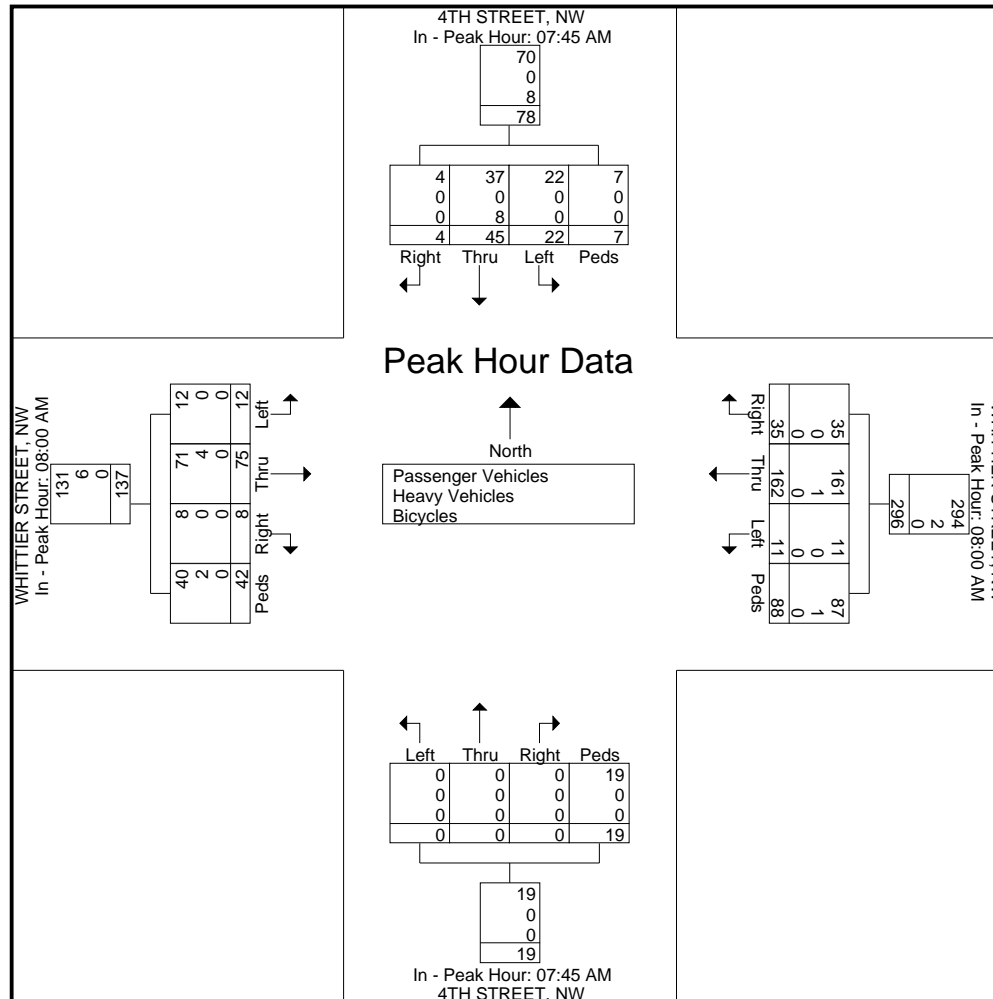 4TH STREET, NW
In - Peak Hour: 07:45 AM
70
0
8
78
4 37 22 7
0 0 0 0
0 8 0 0
4 45 22 7
Right Thru Left Peds
Peak Hour Data
North
Passenger Vehicles
Heavy Vehicles
Bicycles
WHITTIER STREET, NW
In - Peak Hour: 08:00 AM
131 6 0 137
12 0 0 12 Left
71 4 0 75 Thru
8 0 0 8 Right
40 2 0 42 Peds
In - Peak Hour: 08:00 AM
294 2 0 296
Right 35 0 0 35
Thru 162 0 1 161
Left 11 0 0 11
Peds 88 0 1 87
Left Thru Right Peds
0 0 0 19
0 0 0 0
0 0 0 0
0 0 0 19
19
0
0
19
In - Peak Hour: 07:45 AM
4TH STREET, NW